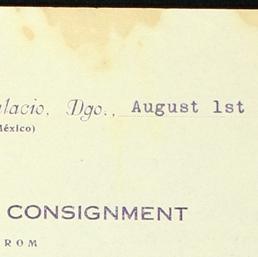 alacio, Dgo., August 1st
México)
CONSIGNMENT
ROM